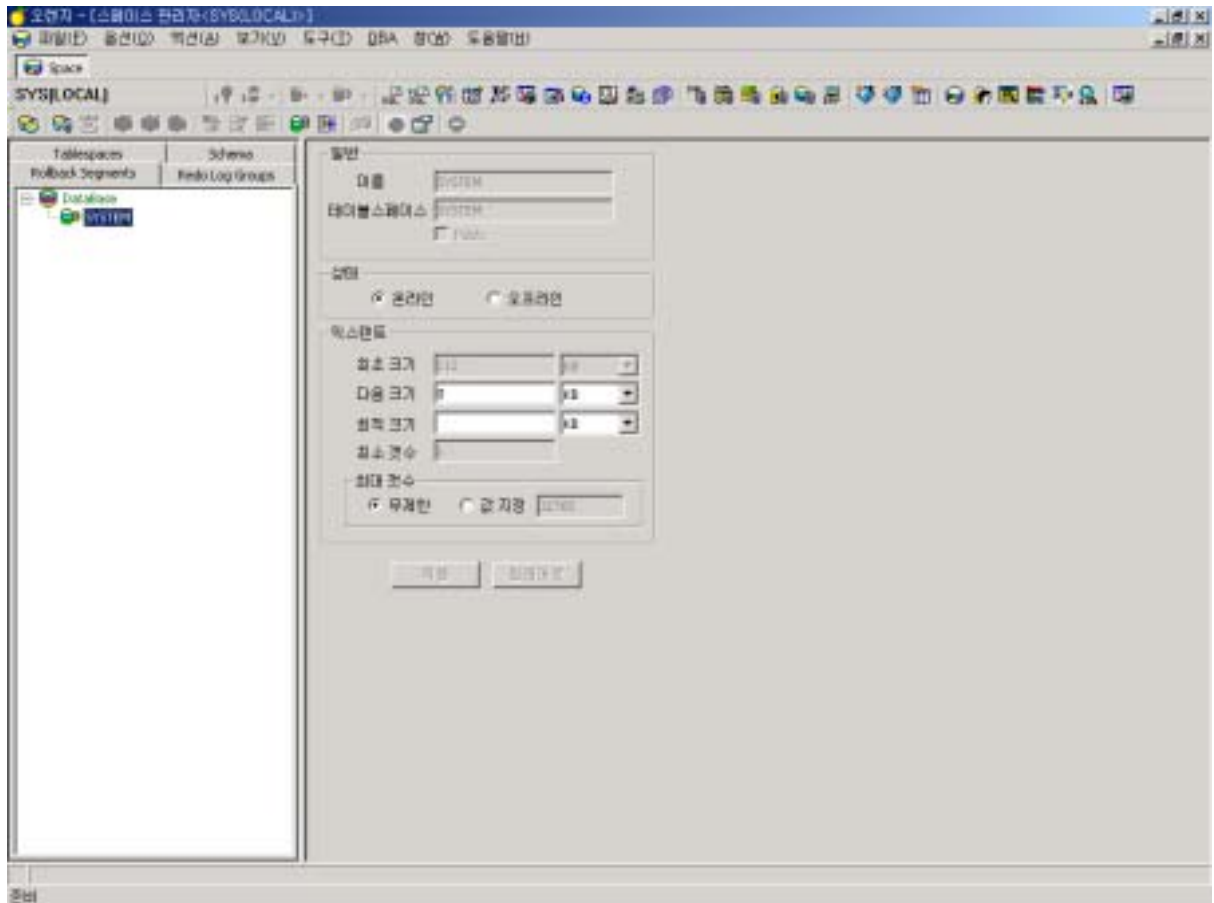 오렌지 - [스페이스 관리자<SYS(LOCAL)>]
파일(F) 옵션(O) 액션(A) 보기(V) 도구(T) DBA 창(W) 도움말(H)
Space
SYS(LOCAL)
Tablespaces Schema
Rollback Segments Redo Log Groups
Database
SYSTEM
일반
이름 SYSTEM
테이블스페이스 SYSTEM
Public
상태
온라인 오프라인
익스텐트
최초 크기 KB
다음 크기 0 KB
최적 크기 KB
최소 갯수
최대 갯수
무제한 값 지정
적용
준비